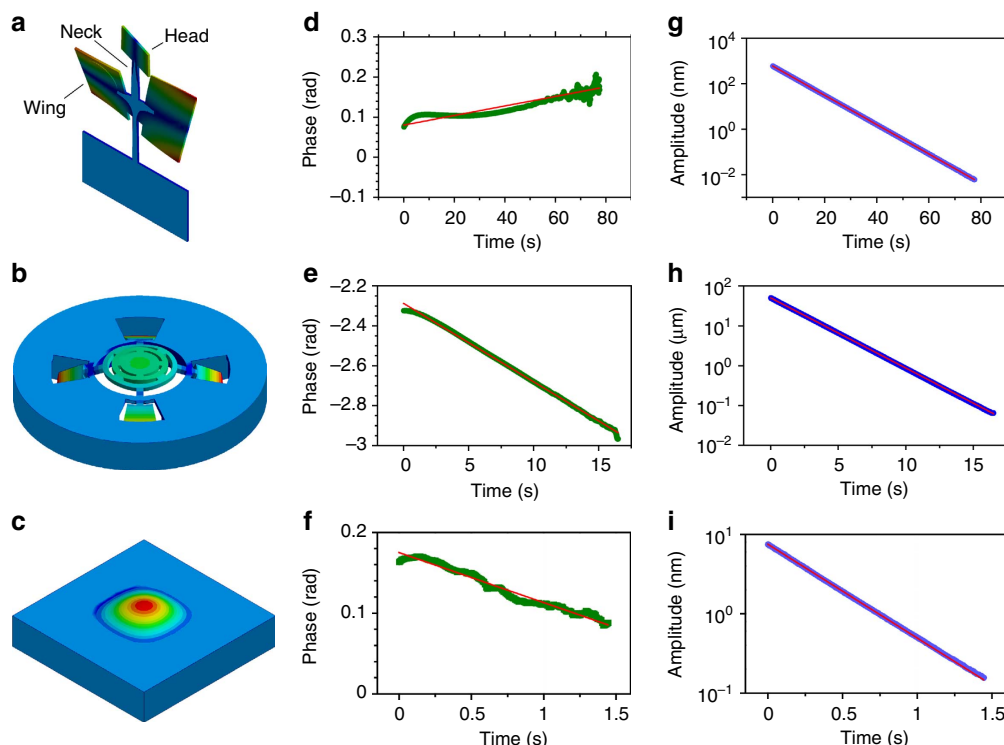 a
Neck
Head
Wing
d
0.3
0.2
0.1
0
–0.1
Phase (rad)
0 20 40 60 80
Time (s)
g
10⁴
10²
10⁰
10⁻²
Amplitude (nm)
0 20 40 60 80
Time (s)
b
e
–2.2
–2.4
–2.6
–2.8
–3
Phase (rad)
0 5 10 15
Time (s)
h
10²
10¹
10⁰
10⁻¹
10⁻²
Amplitude (μm)
0 5 10 15
Time (s)
c
f
0.2
0.1
0
Phase (rad)
0 0.5 1 1.5
Time (s)
i
10¹
10⁰
10⁻¹
Amplitude (nm)
0 0.5 1 1.5
Time (s)